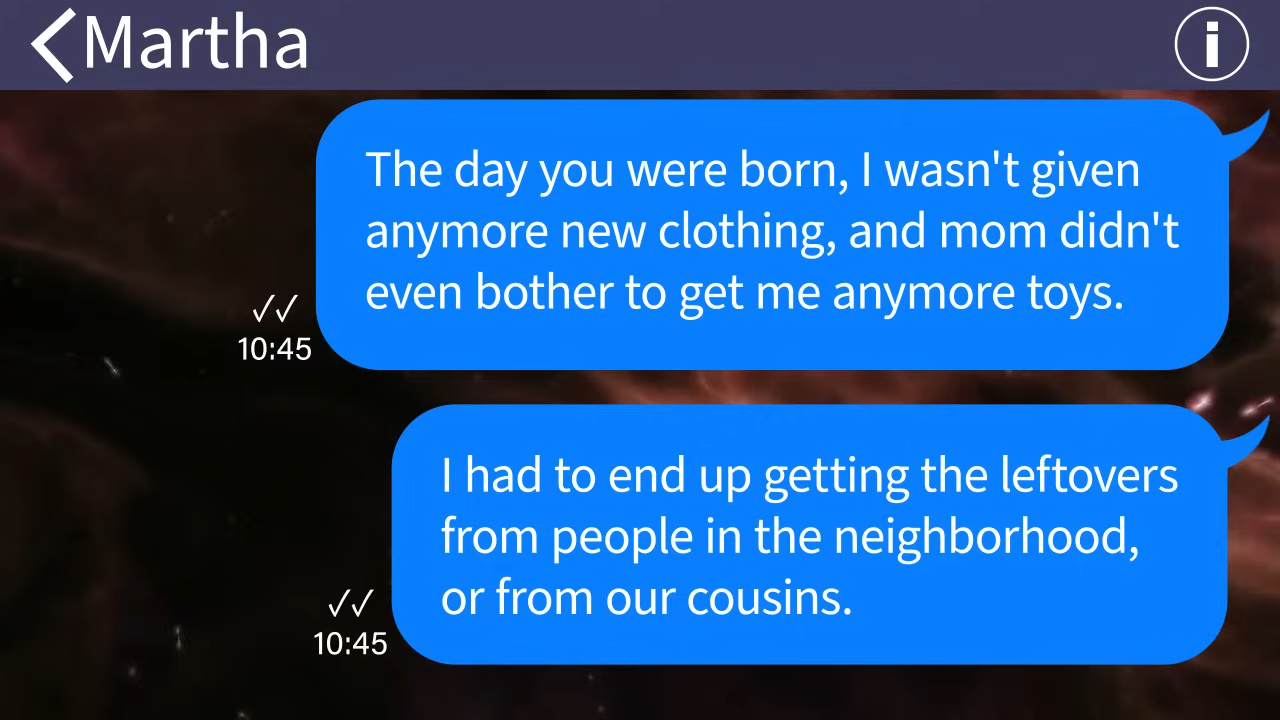 Martha
i
The day you were born, I wasn't given
anymore new clothing, and mom didn't
even bother to get me anymore toys.
✓✓
10:45
I had to end up getting the leftovers
from people in the neighborhood,
or from our cousins.
✓✓
10:45